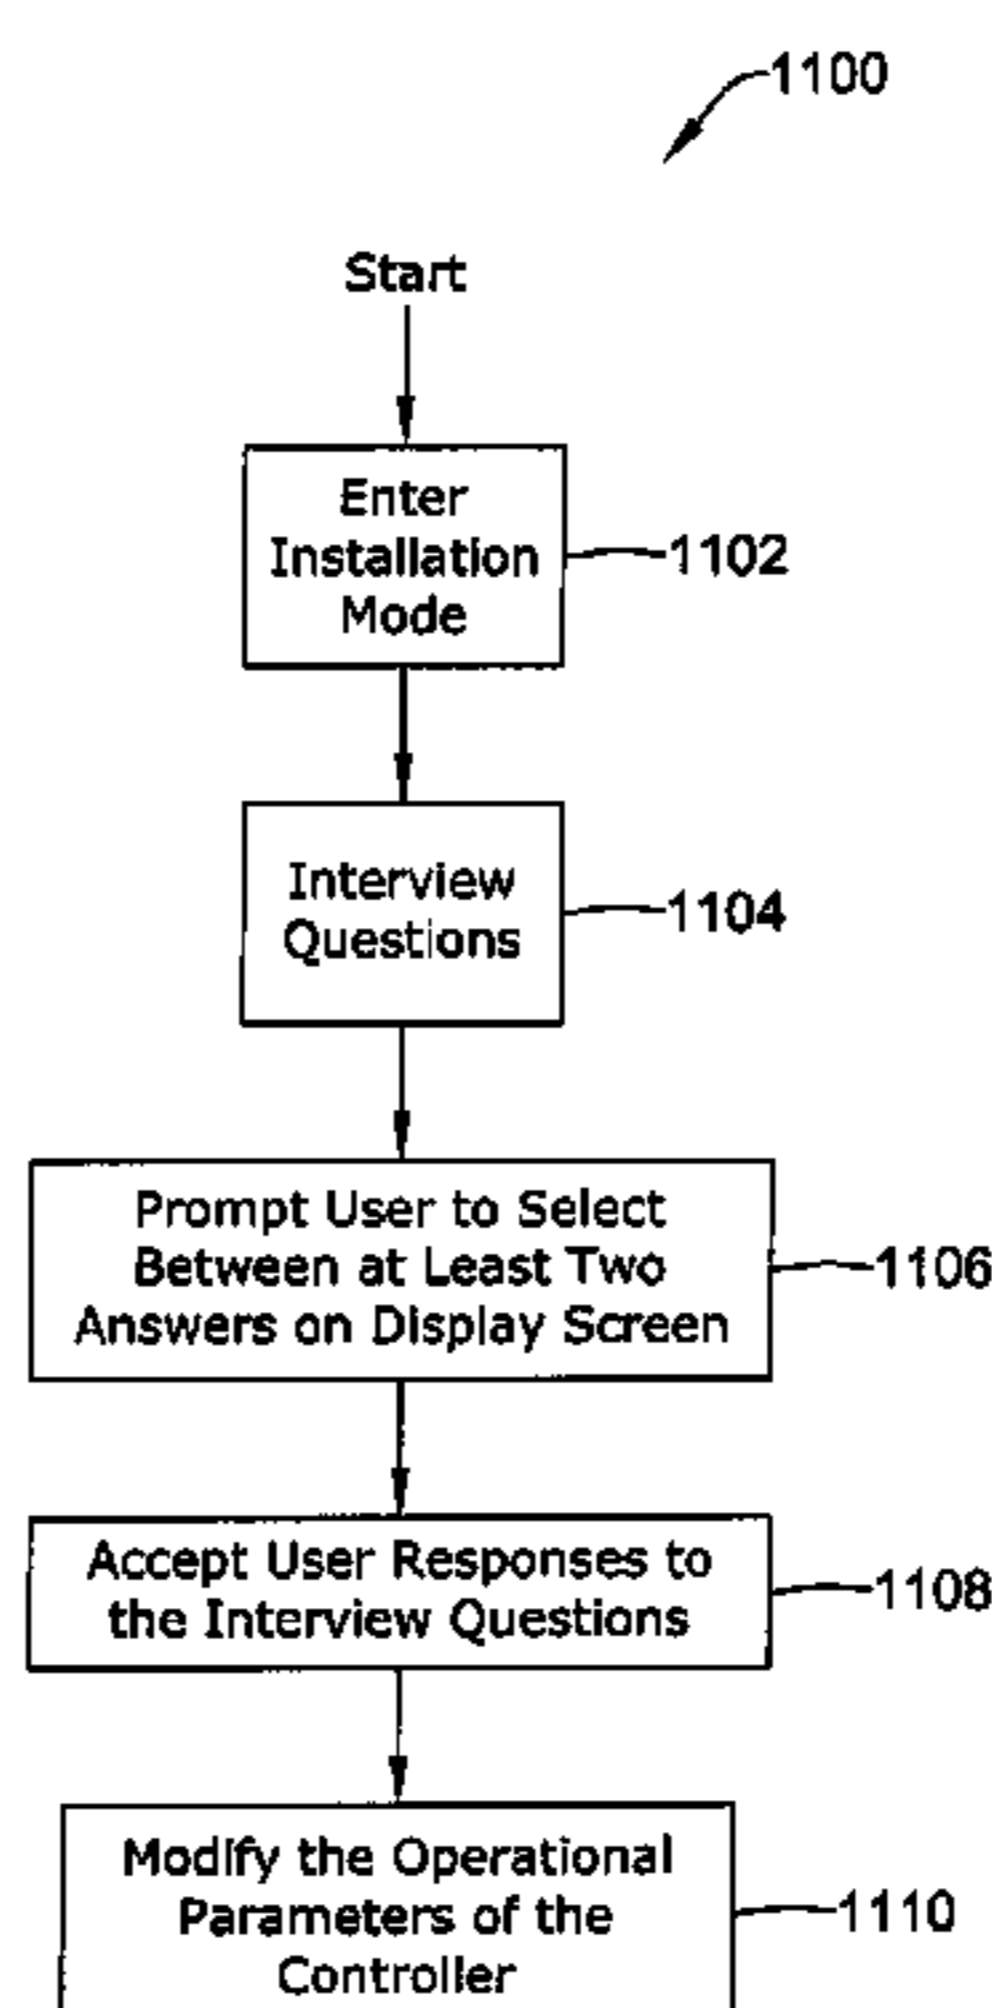 1100
Start
Enter
Installation
Mode
1102
Interview
Questions
1104
Prompt User to Select
Between at Least Two
Answers on Display Screen
1106
Accept User Responses to
the Interview Questions
1108
Modify the Operational
Parameters of the
Controller
1110